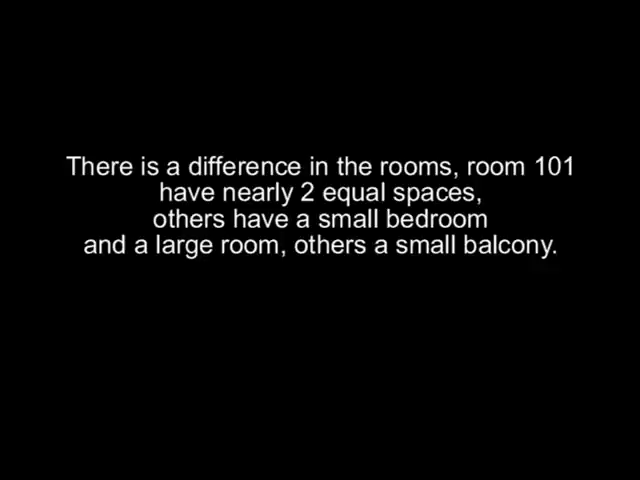 There is a difference in the rooms, room 101
have nearly 2 equal spaces,
others have a small bedroom
and a large room, others a small balcony.